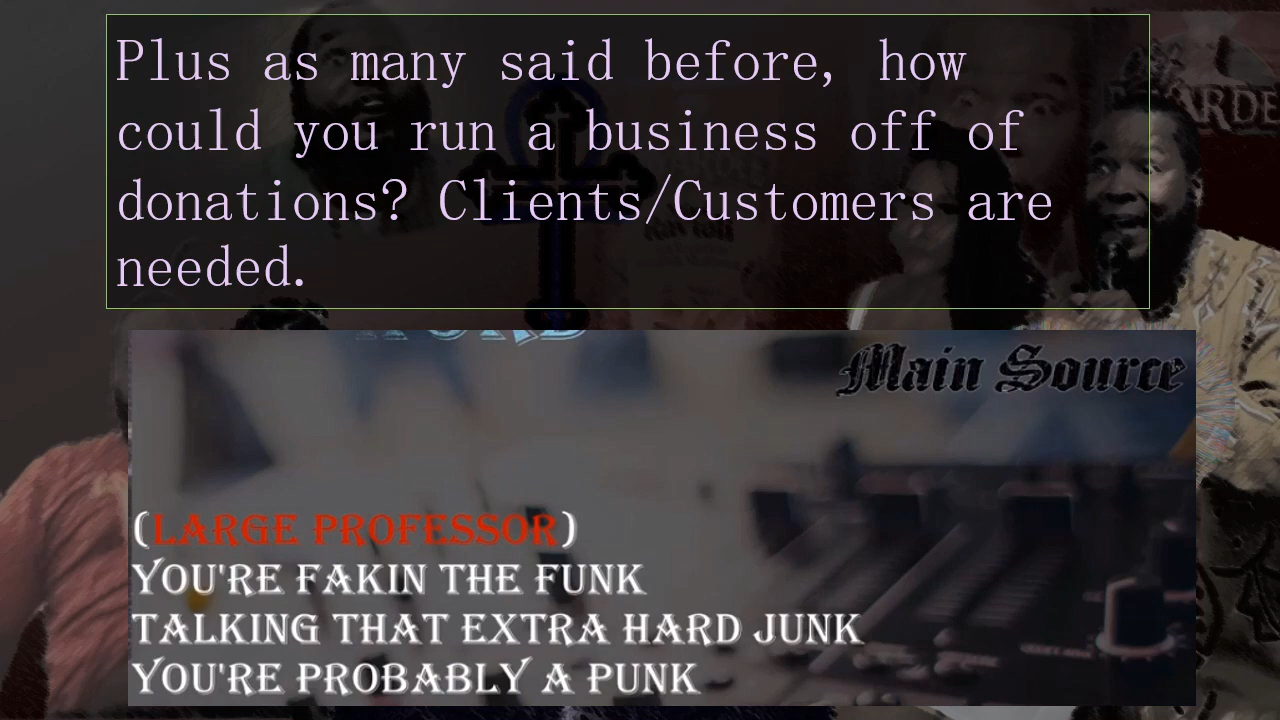 Plus as many said before, how
could you run a business off of
donations? Clients/Customers are
needed.
Main Source
(LARGE PROFESSOR)
YOU'RE FAKIN THE FUNK
TALKING THAT EXTRA HARD JUNK
YOU'RE PROBABLY A PUNK